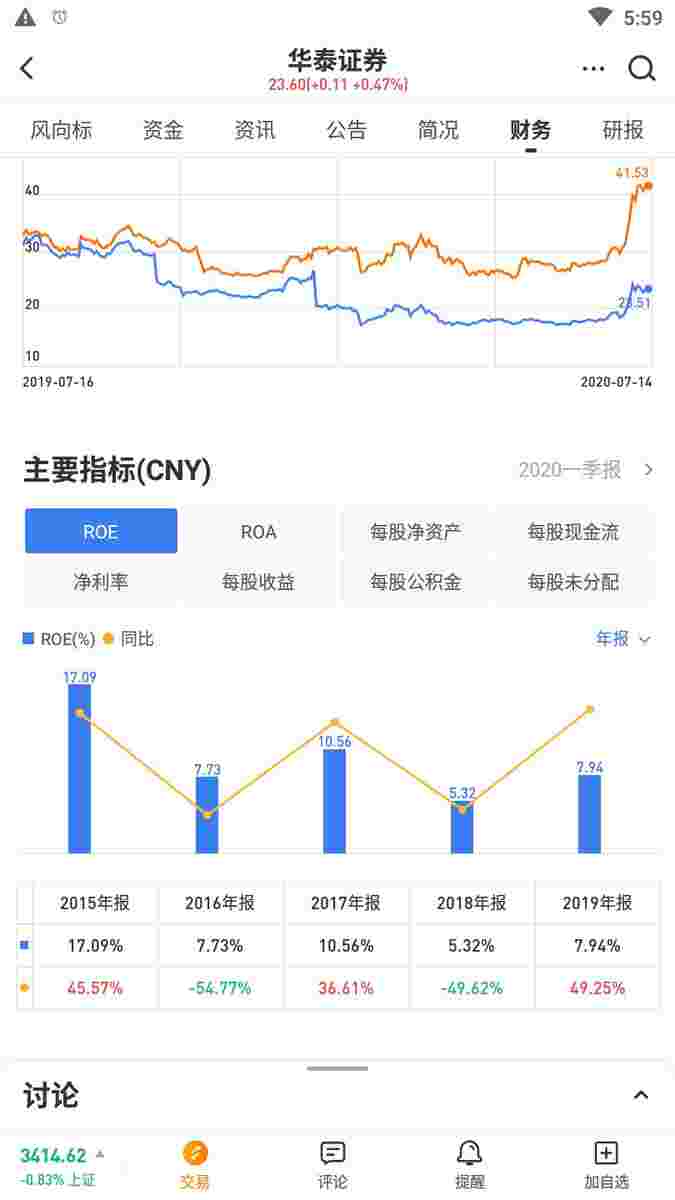 5:59
华泰证券
23.60(+0.11 +0.47%)
风向标 资金 资讯 公告 简况 财务 研报
41.53
40
30
20
23.51
10
2019-07-16 2020-07-14
主要指标(CNY) 2020一季报
ROE ROA 每股净资产 每股现金流
净利率 每股收益 每股公积金 每股未分配
ROE(%) 同比 年报
17.09
7.73
10.56
5.32
7.94
2015年报 2016年报 2017年报 2018年报 2019年报
17.09% 7.73% 10.56% 5.32% 7.94%
45.57% -54.77% 36.61% -49.62% 49.25%
讨论
3414.62
-0.83% 上证
交易 评论 提醒 加自选